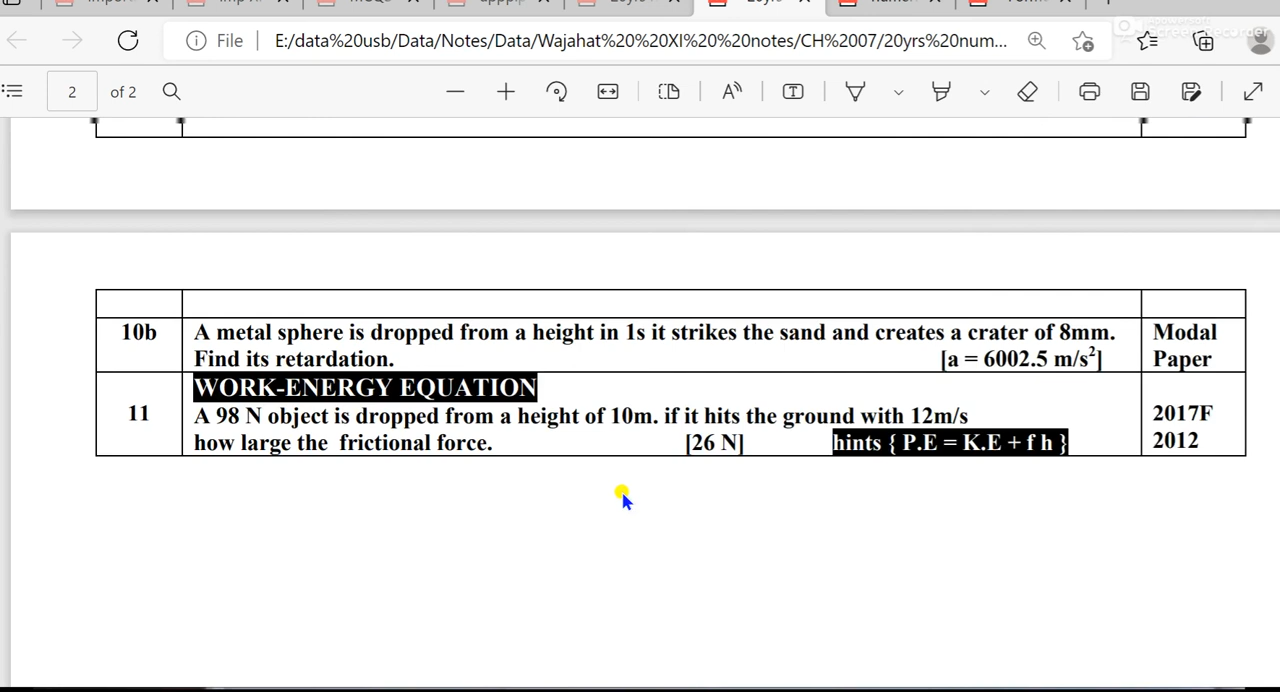 File E:/data%20usb/Data/Notes/Data/Wajahat%20%20XI%20%20notes/CH%2007/20yrs%20num...
Screen Recorder
2 of 2
10b A metal sphere is dropped from a height in 1s it strikes the sand and creates a crater of 8mm. Modal
Find its retardation. [a = 6002.5 m/s²] Paper
WORK-ENERGY EQUATION
11 A 98 N object is dropped from a height of 10m. if it hits the ground with 12m/s 2017F
how large the frictional force. [26 N] hints { P.E = K.E + f h } 2012